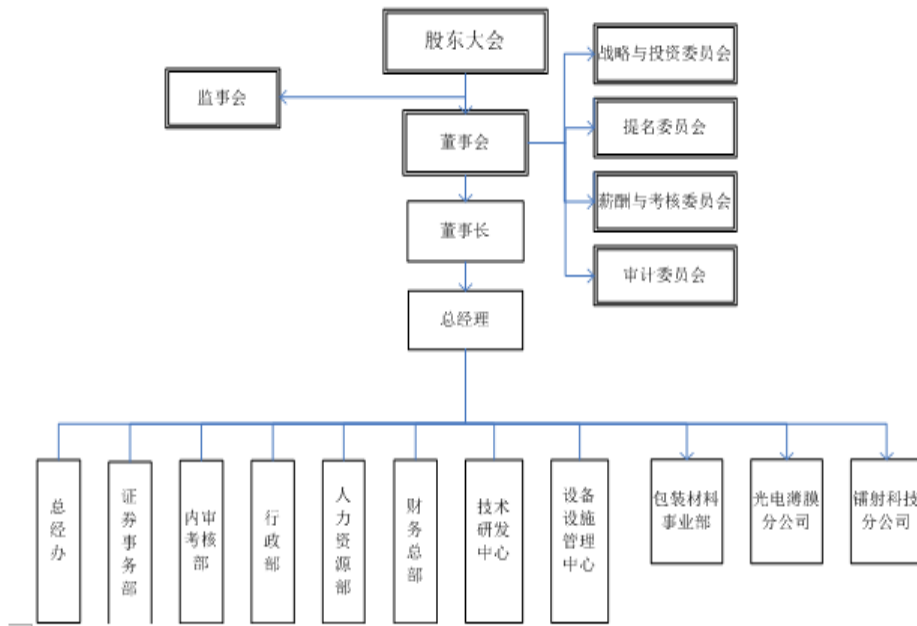 股东大会
战略与投资委员会
监事会
提名委员会
董事会
薪酬与考核委员会
董事长
审计委员会
总经理
总经办
证券事务部
内审
考核
部
行政部
人力资源部
财务总部
技术
研发
中心
设备
设施
管理
中心
包装材料
事业部
光电薄膜
分公司
镭射科技
分公司